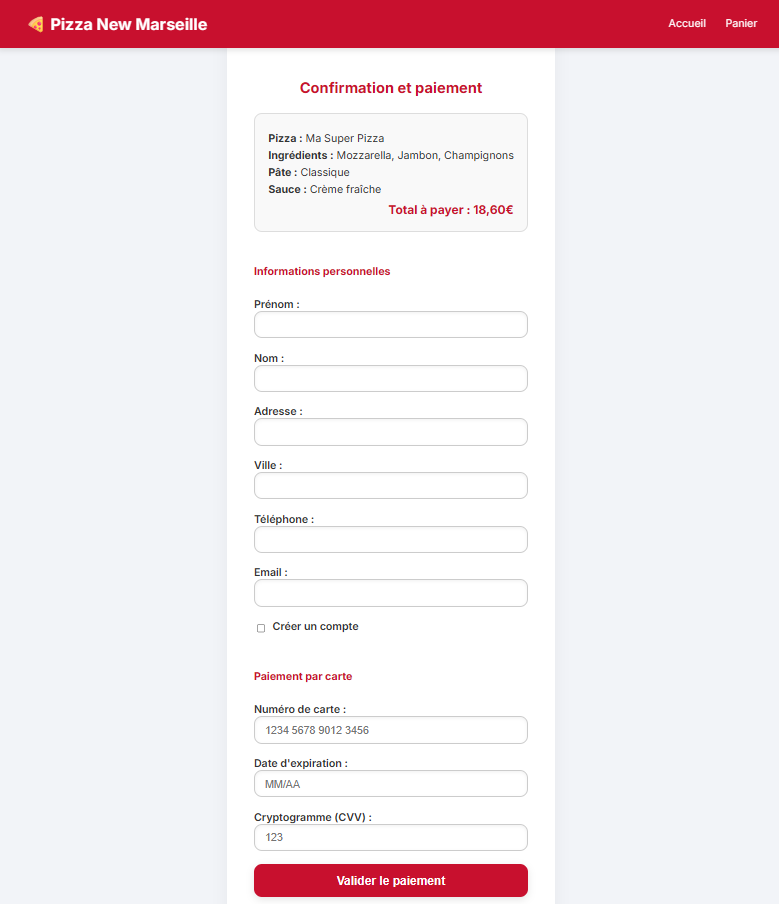 Pizza New Marseille
Accueil
Panier
Confirmation et paiement
Pizza : Ma Super Pizza
Ingrédients : Mozzarella, Jambon, Champignons
Pâte : Classique
Sauce : Crème fraîche
Total à payer : 18,60€
Informations personnelles
Prénom :
Nom :
Adresse :
Ville :
Téléphone :
Email :
Créer un compte
Paiement par carte
Numéro de carte :
1234 5678 9012 3456
Date d'expiration :
MM/AA
Cryptogramme (CVV) :
123
Valider le paiement